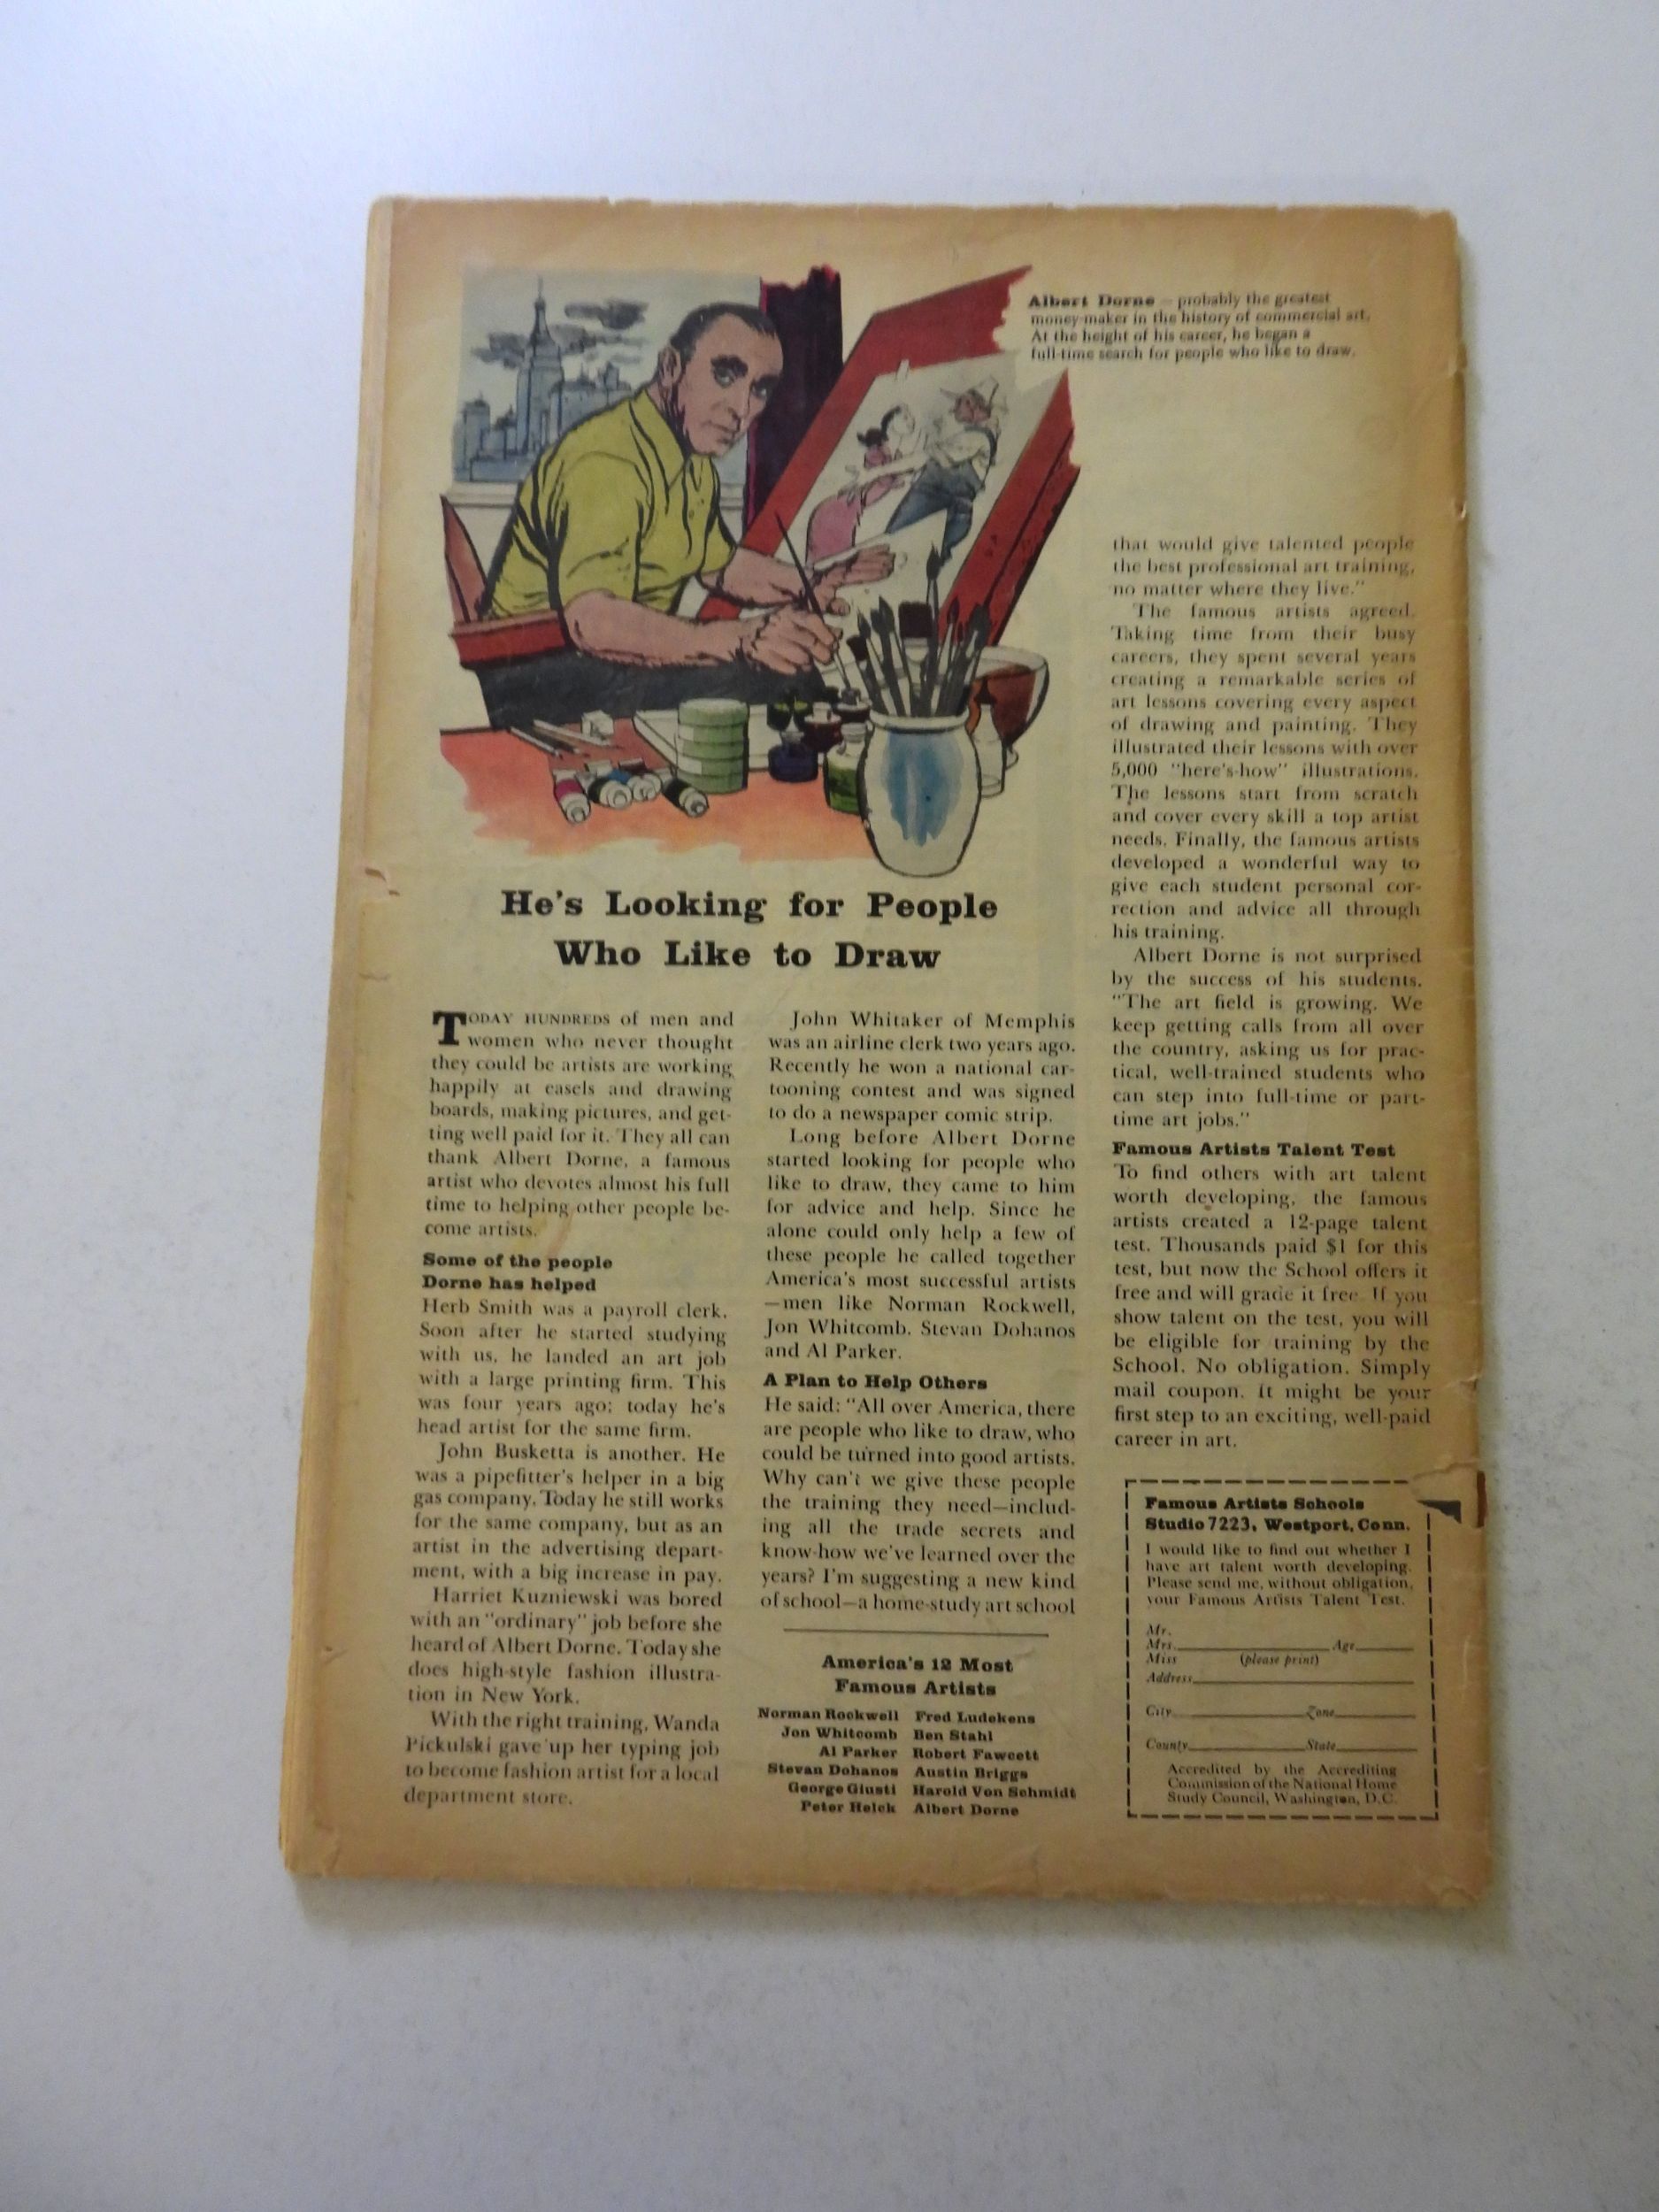 Albert Dorne — probably the greatest
money-maker in the history of commercial art.
At the height of his career, he began a
full-time search for people who like to draw.
He's Looking for People
Who Like to Draw
TODAY HUNDREDS of men and
women who never thought
they could be artists are working
happily at easels and drawing
boards, making pictures, and get-
ting well paid for it. They all can
thank Albert Dorne, a famous
artist who devotes almost his full
time to helping other people be-
come artists.
Some of the people
Dorne has helped
Herb Smith was a payroll clerk.
Soon after he started studying
with us, he landed an art job
with a large printing firm. This
was four years ago; today he's
head artist for the same firm.
John Busketta is another. He
was a pipefitter's helper in a big
gas company. Today he still works
for the same company, but as an
artist in the advertising depart-
ment, with a big increase in pay.
Harriet Kuzniewski was bored
with an "ordinary" job before she
heard of Albert Dorne. Today she
does high-style fashion illustra-
tion in New York.
With the right training, Wanda
Pickulski gave up her typing job
to become fashion artist for a local
department store.
John Whitaker of Memphis
was an airline clerk two years ago.
Recently he won a national car-
tooning contest and was signed
to do a newspaper comic strip.
Long before Albert Dorne
started looking for people who
like to draw, they came to him
for advice and help. Since he
alone could only help a few of
these people he called together
America's most successful artists
—men like Norman Rockwell,
Jon Whitcomb, Stevan Dohanos
and Al Parker.
A Plan to Help Others
He said: "All over America, there
are people who like to draw, who
could be turned into good artists.
Why can't we give these people
the training they need—includ-
ing all the trade secrets and
know-how we've learned over the
years? I'm suggesting a new kind
of school—a home-study art school
America's 12 Most
Famous Artists
Norman Rockwell Fred Ludekens
Jon Whitcomb Ben Stahl
Al Parker Robert Fawcett
Stevan Dohanos Austin Briggs
George Giusti Harold Von Schmidt
Peter Helck Albert Dorne
that would give talented people
the best professional art training,
no matter where they live."
The famous artists agreed.
Taking time from their busy
careers, they spent several years
creating a remarkable series of
art lessons covering every aspect
of drawing and painting. They
illustrated their lessons with over
5,000 "here's-how" illustrations.
The lessons start from scratch
and cover every skill a top artist
needs. Finally, the famous artists
developed a wonderful way to
give each student personal cor-
rection and advice all through
his training.
Albert Dorne is not surprised
by the success of his students.
"The art field is growing. We
keep getting calls from all over
the country, asking us for prac-
tical, well-trained students who
can step into full-time or part-
time art jobs."
Famous Artists Talent Test
To find others with art talent
worth developing, the famous
artists created a 12-page talent
test. Thousands paid $1 for this
test, but now the School offers it
free and will grade it free. If you
show talent on the test, you will
be eligible for training by the
School. No obligation. Simply
mail coupon. It might be your
first step to an exciting, well-paid
career in art.
Famous Artists Schools
Studio 7223, Westport, Conn.
I would like to find out whether I
have art talent worth developing.
Please send me, without obligation,
your Famous Artists Talent Test.
Mr.
Mrs. Age
Miss (please print)
Address
City Zone
County State
Accredited by the Accrediting
Commission of the National Home
Study Council, Washington, D.C.